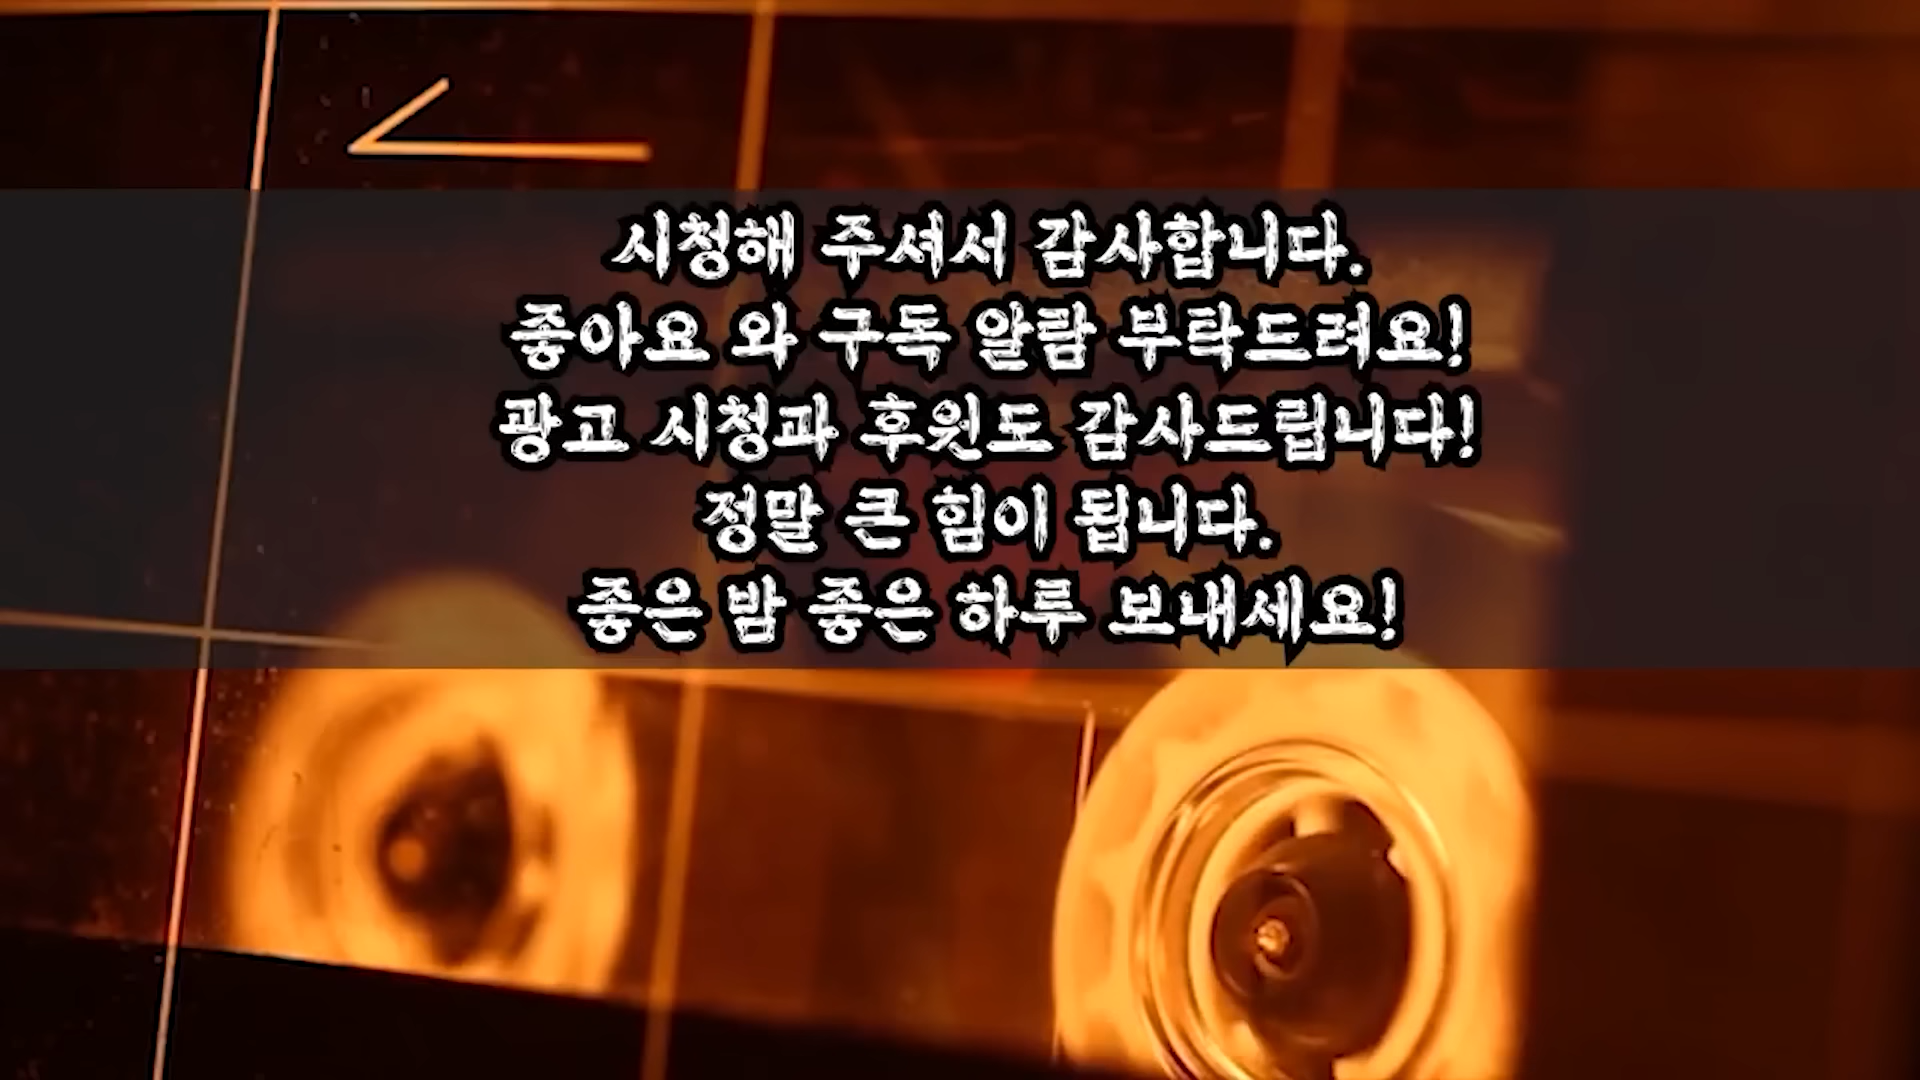 시청해 주셔서 감사합니다.
좋아요 와 구독 알람 부탁드려요!
광고 시청과 후원도 감사드립니다!
정말 큰 힘이 됩니다.
좋은 밤 좋은 하루 보내세요!